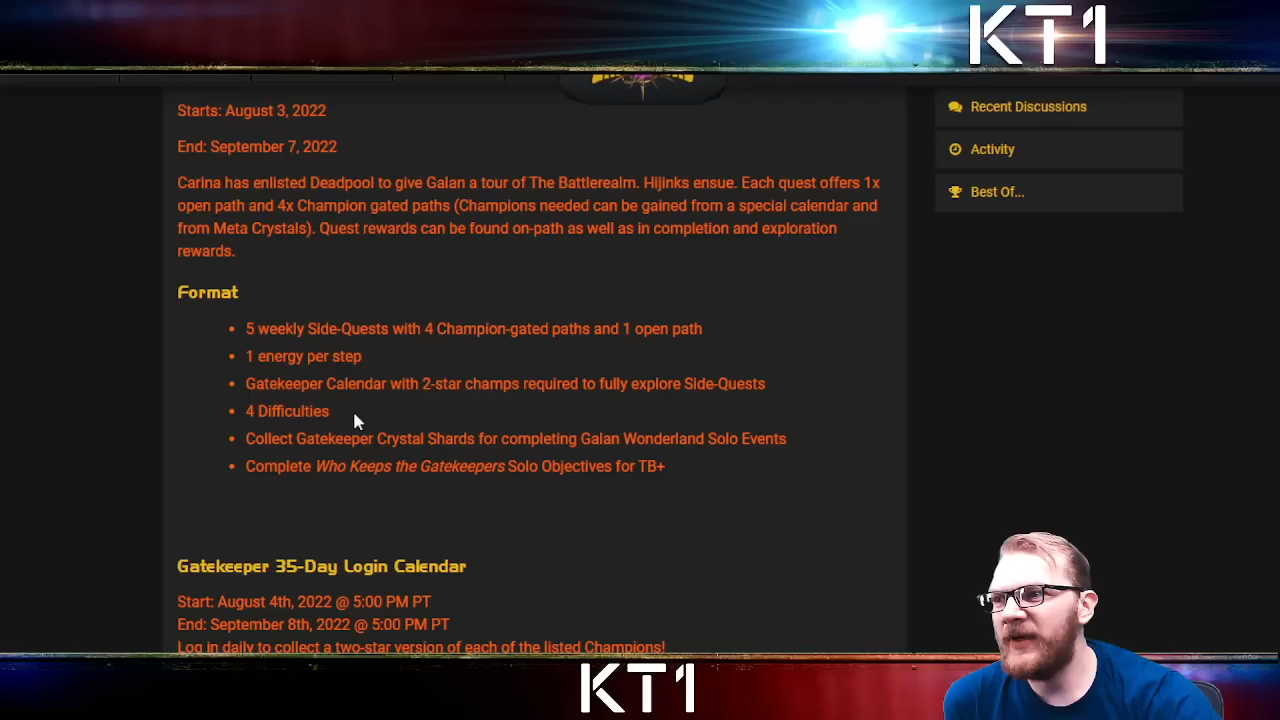 KT1
Starts: August 3, 2022
End: September 7, 2022
Carina has enlisted Deadpool to give Galan a tour of The Battlerealm. Hijinks ensue. Each quest offers 1x
open path and 4x Champion gated paths (Champions needed can be gained from a special calendar and
from Meta Crystals). Quest rewards can be found on-path as well as in completion and exploration
rewards.
Format
• 5 weekly Side-Quests with 4 Champion-gated paths and 1 open path
• 1 energy per step
• Gatekeeper Calendar with 2-star champs required to fully explore Side-Quests
• 4 Difficulties
• Collect Gatekeeper Crystal Shards for completing Galan Wonderland Solo Events
• Complete Who Keeps the Gatekeepers Solo Objectives for TB+
Gatekeeper 35-Day Login Calendar
Start: August 4th, 2022 @ 5:00 PM PT
End: September 8th, 2022 @ 5:00 PM PT
Log in daily to collect a two-star version of each of the listed Champions!
Recent Discussions
Activity
Best Of...
KT1